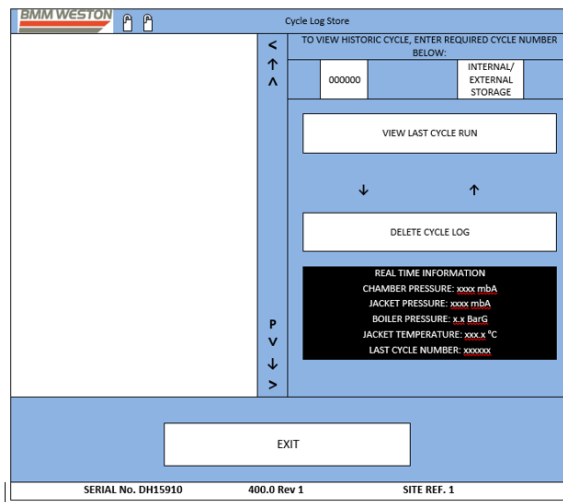 BMM WESTON
Cycle Log Store
TO VIEW HISTORIC CYCLE, ENTER REQUIRED CYCLE NUMBER
BELOW:
000000
INTERNAL/
EXTERNAL
STORAGE
VIEW LAST CYCLE RUN
DELETE CYCLE LOG
REAL TIME INFORMATION
CHAMBER PRESSURE: xxxx mbA
JACKET PRESSURE: xxxx mbA
BOILER PRESSURE: x.x BarG
JACKET TEMPERATURE: xxx.x °C
LAST CYCLE NUMBER: xxxxxx
<
↑
^
P
v
↓
>
↓ ↑
EXIT
SERIAL No. DH15910 400.0 Rev 1 SITE REF. 1